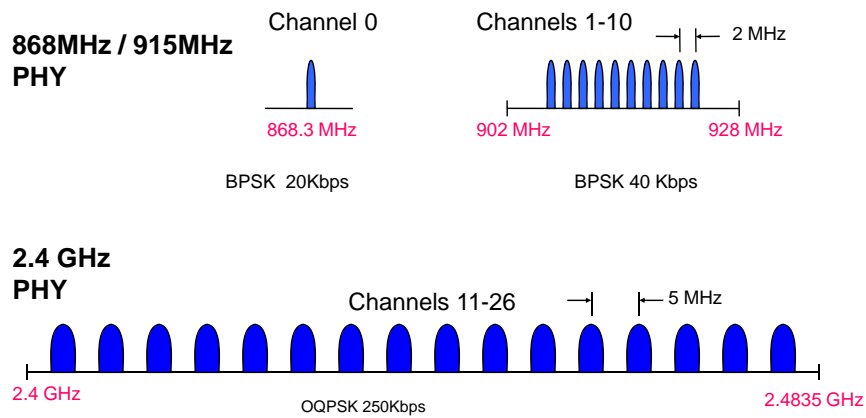 868MHz / 915MHz
PHY
Channel 0
Channels 1-10
2 MHz
868.3 MHz
902 MHz
928 MHz
BPSK 20Kbps
BPSK 40 Kbps
2.4 GHz
PHY
Channels 11-26
5 MHz
2.4 GHz
2.4835 GHz
OQPSK 250Kbps